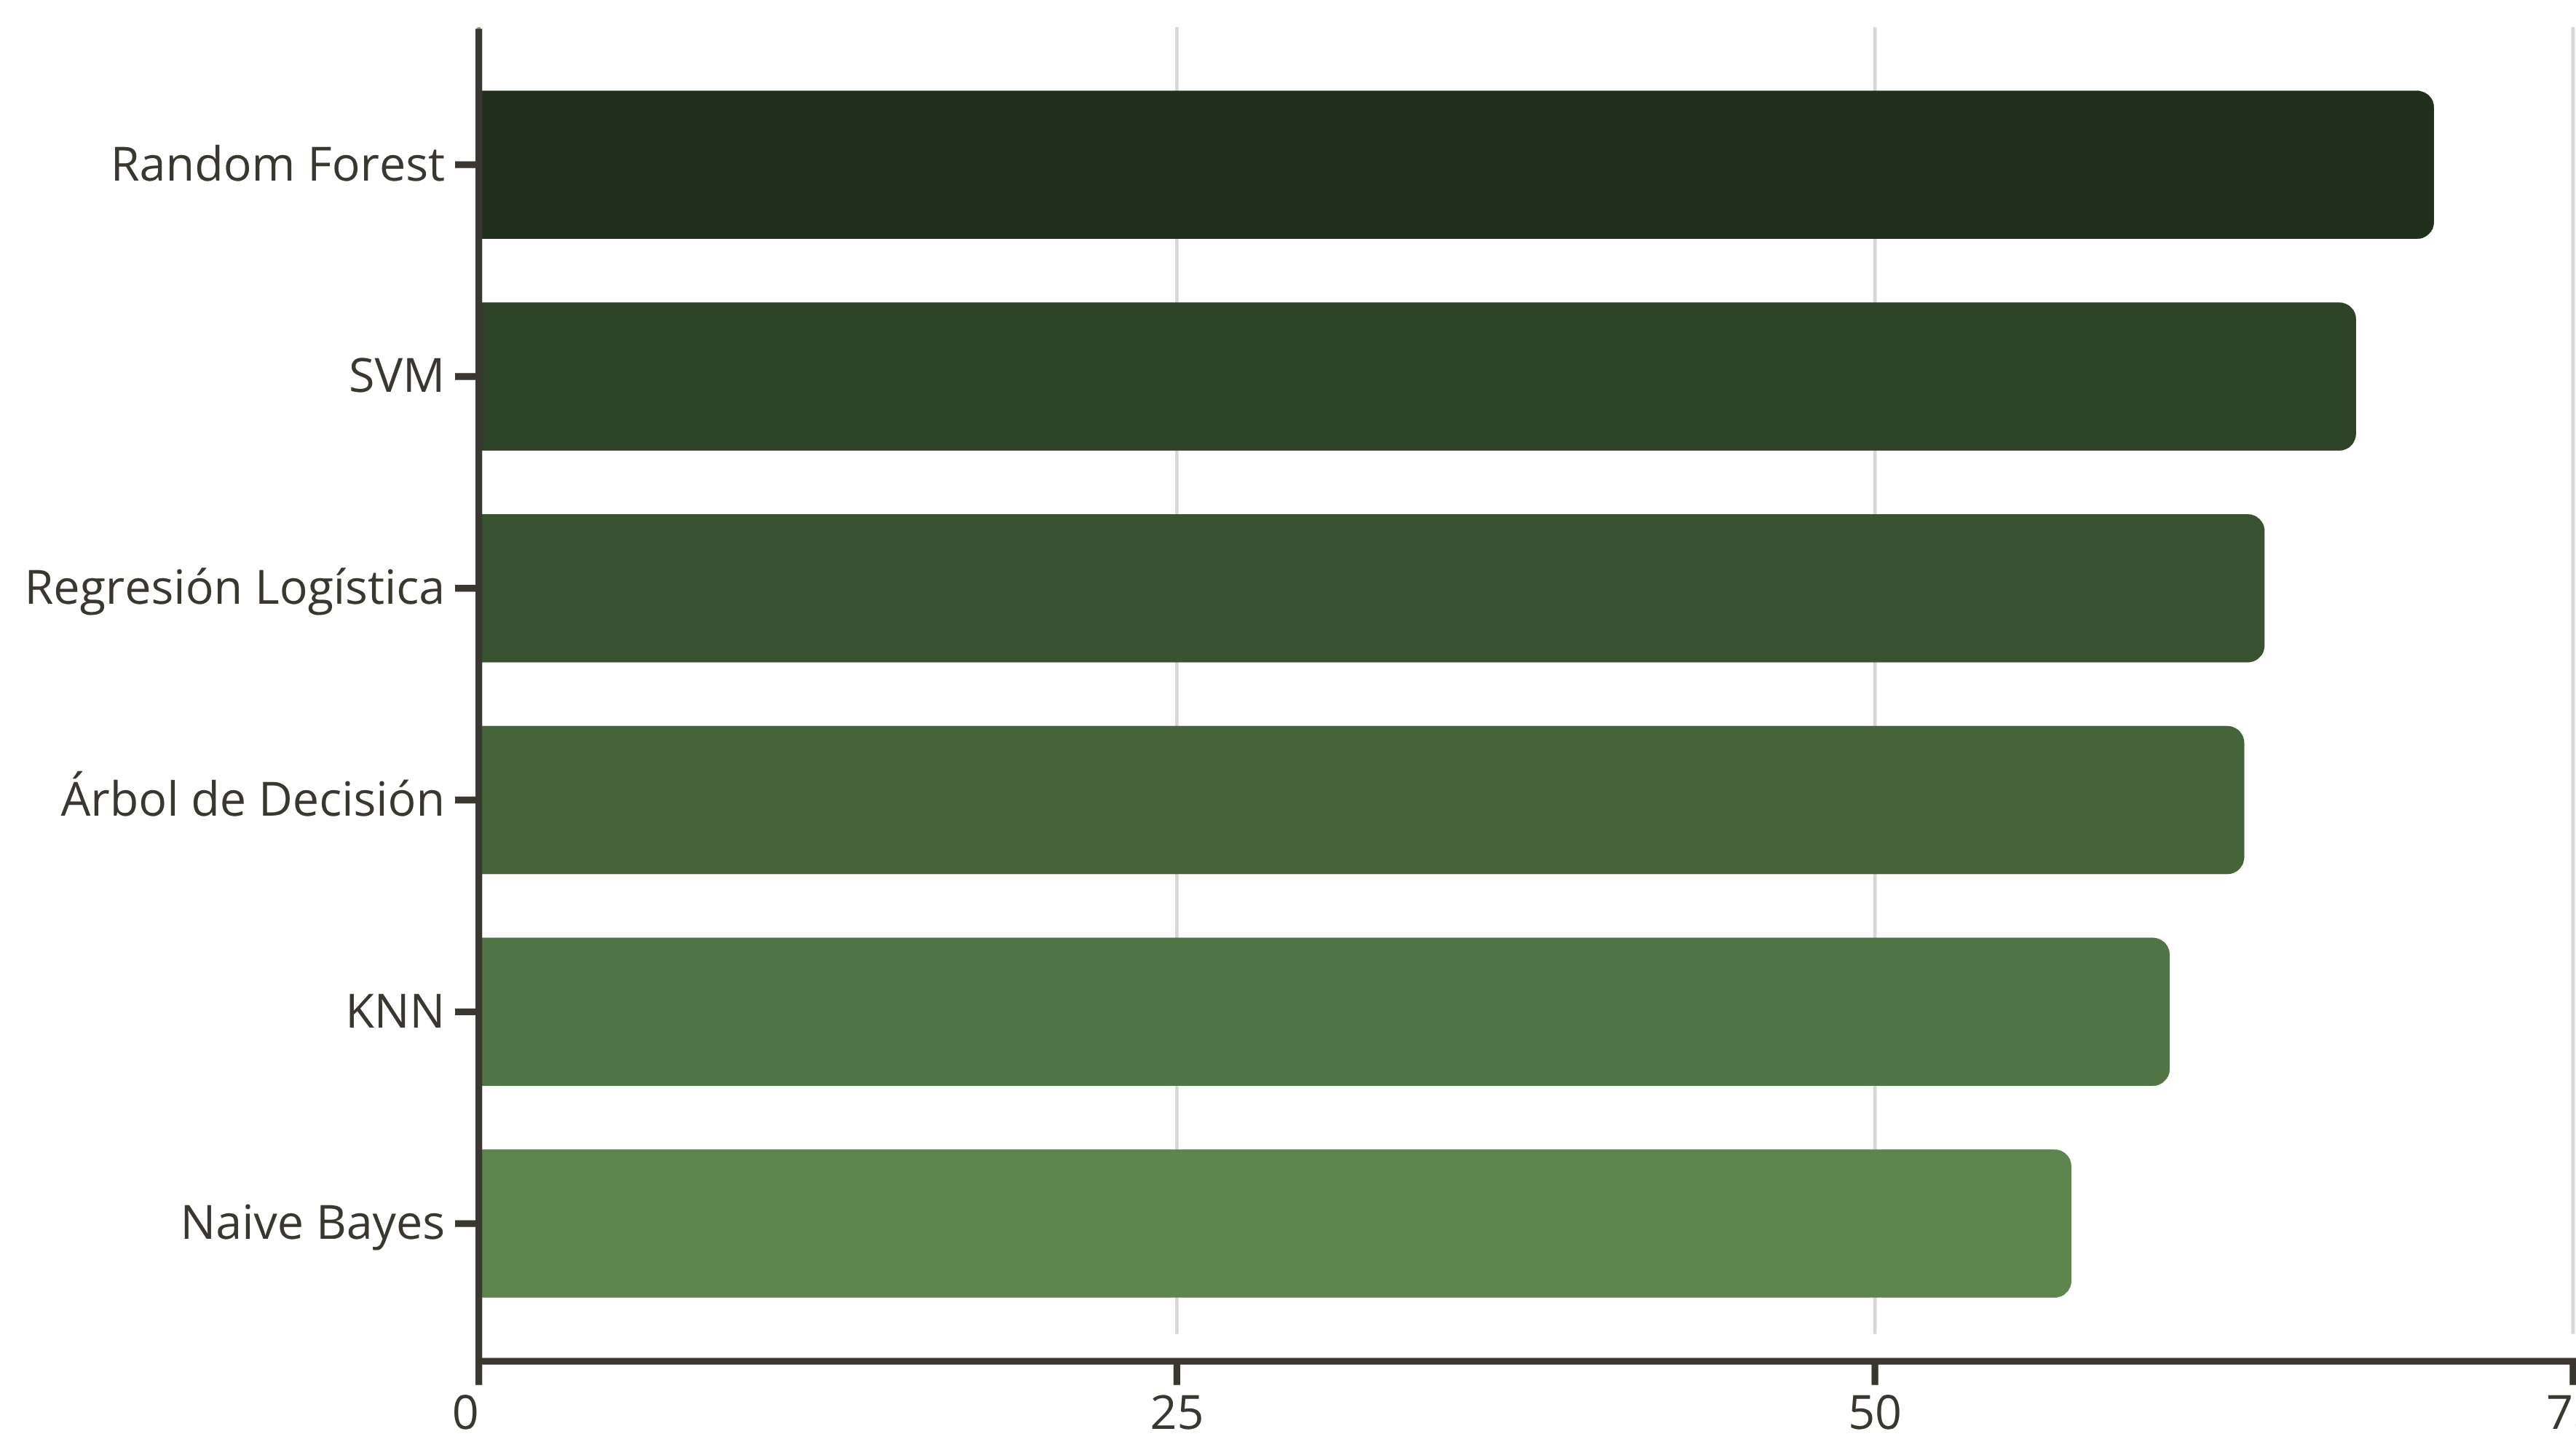 Random Forest
SVM
Regresión Logística
Árbol de Decisión
KNN
Naive Bayes
0 25 50 7